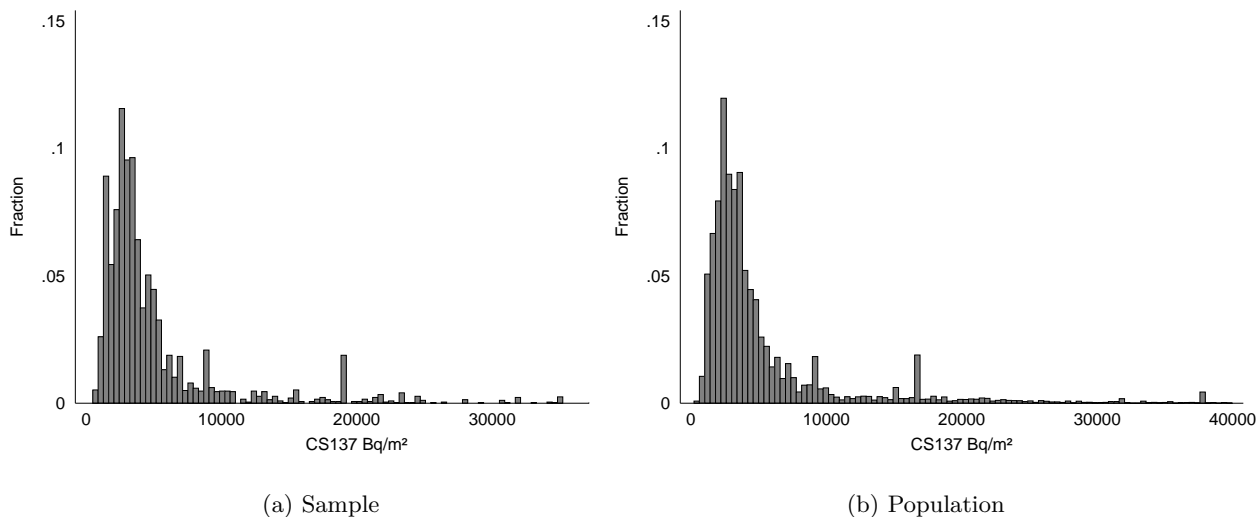 .15
.1
.05
0
Fraction
0 10000 20000 30000
CS137 Bq/m²
(a) Sample
.15
.1
.05
0
Fraction
0 10000 20000 30000 40000
CS137 Bq/m²
(b) Population